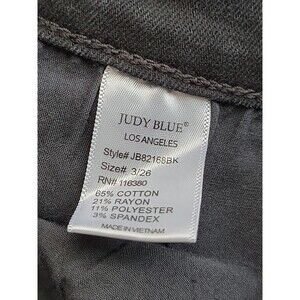 JUDY BLUE®
LOS ANGELES
Style# JB82168BK
Size# 3/26
RN# 116380
65% COTTON
21% RAYON
11% POLYESTER
3% SPANDEX
MADE IN VIETNAM